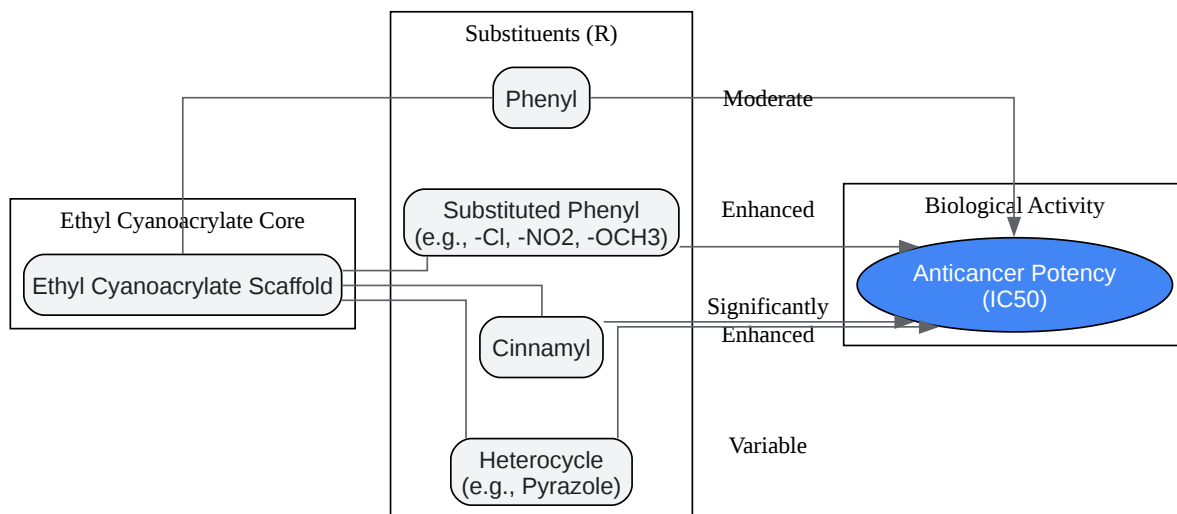 Substituents (R)
Phenyl
Moderate
Substituted Phenyl
(e.g., -Cl, -NO2, -OCH3)
Enhanced
Ethyl Cyanoacrylate Core
Ethyl Cyanoacrylate Scaffold
Biological Activity
Anticancer Potency
(IC50)
Cinnamyl
Significantly
Enhanced
Heterocycle
(e.g., Pyrazole)
Variable